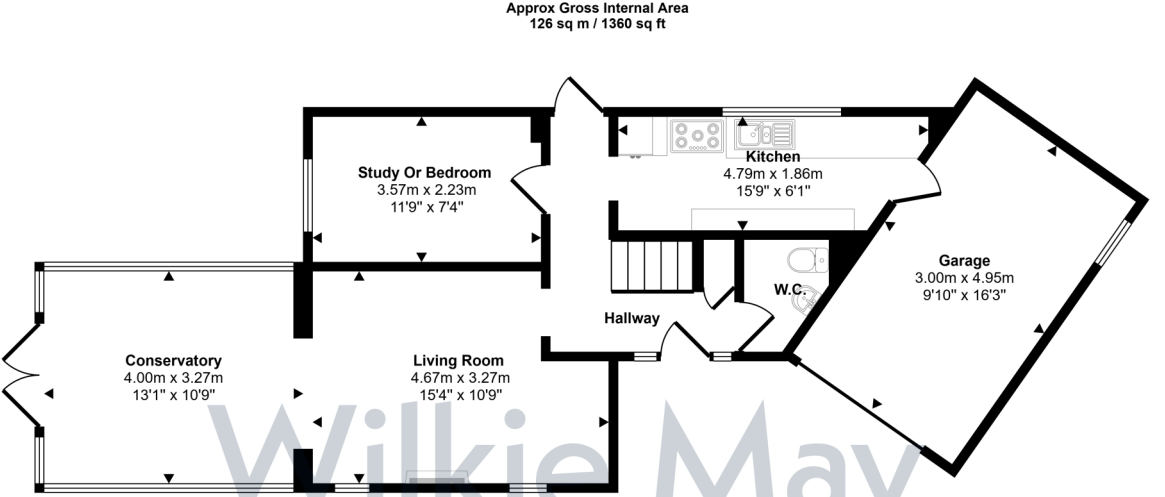 Approx Gross Internal Area
126 sq m / 1360 sq ft
Study Or Bedroom
3.57m x 2.23m
11'9" x 7'4"
Kitchen
4.79m x 1.86m
15'9" x 6'1"
Garage
3.00m x 4.95m
9'10" x 16'3"
W.C.
Hallway
Conservatory
4.00m x 3.27m
13'1" x 10'9"
Living Room
4.67m x 3.27m
15'4" x 10'9"
Wilkie May